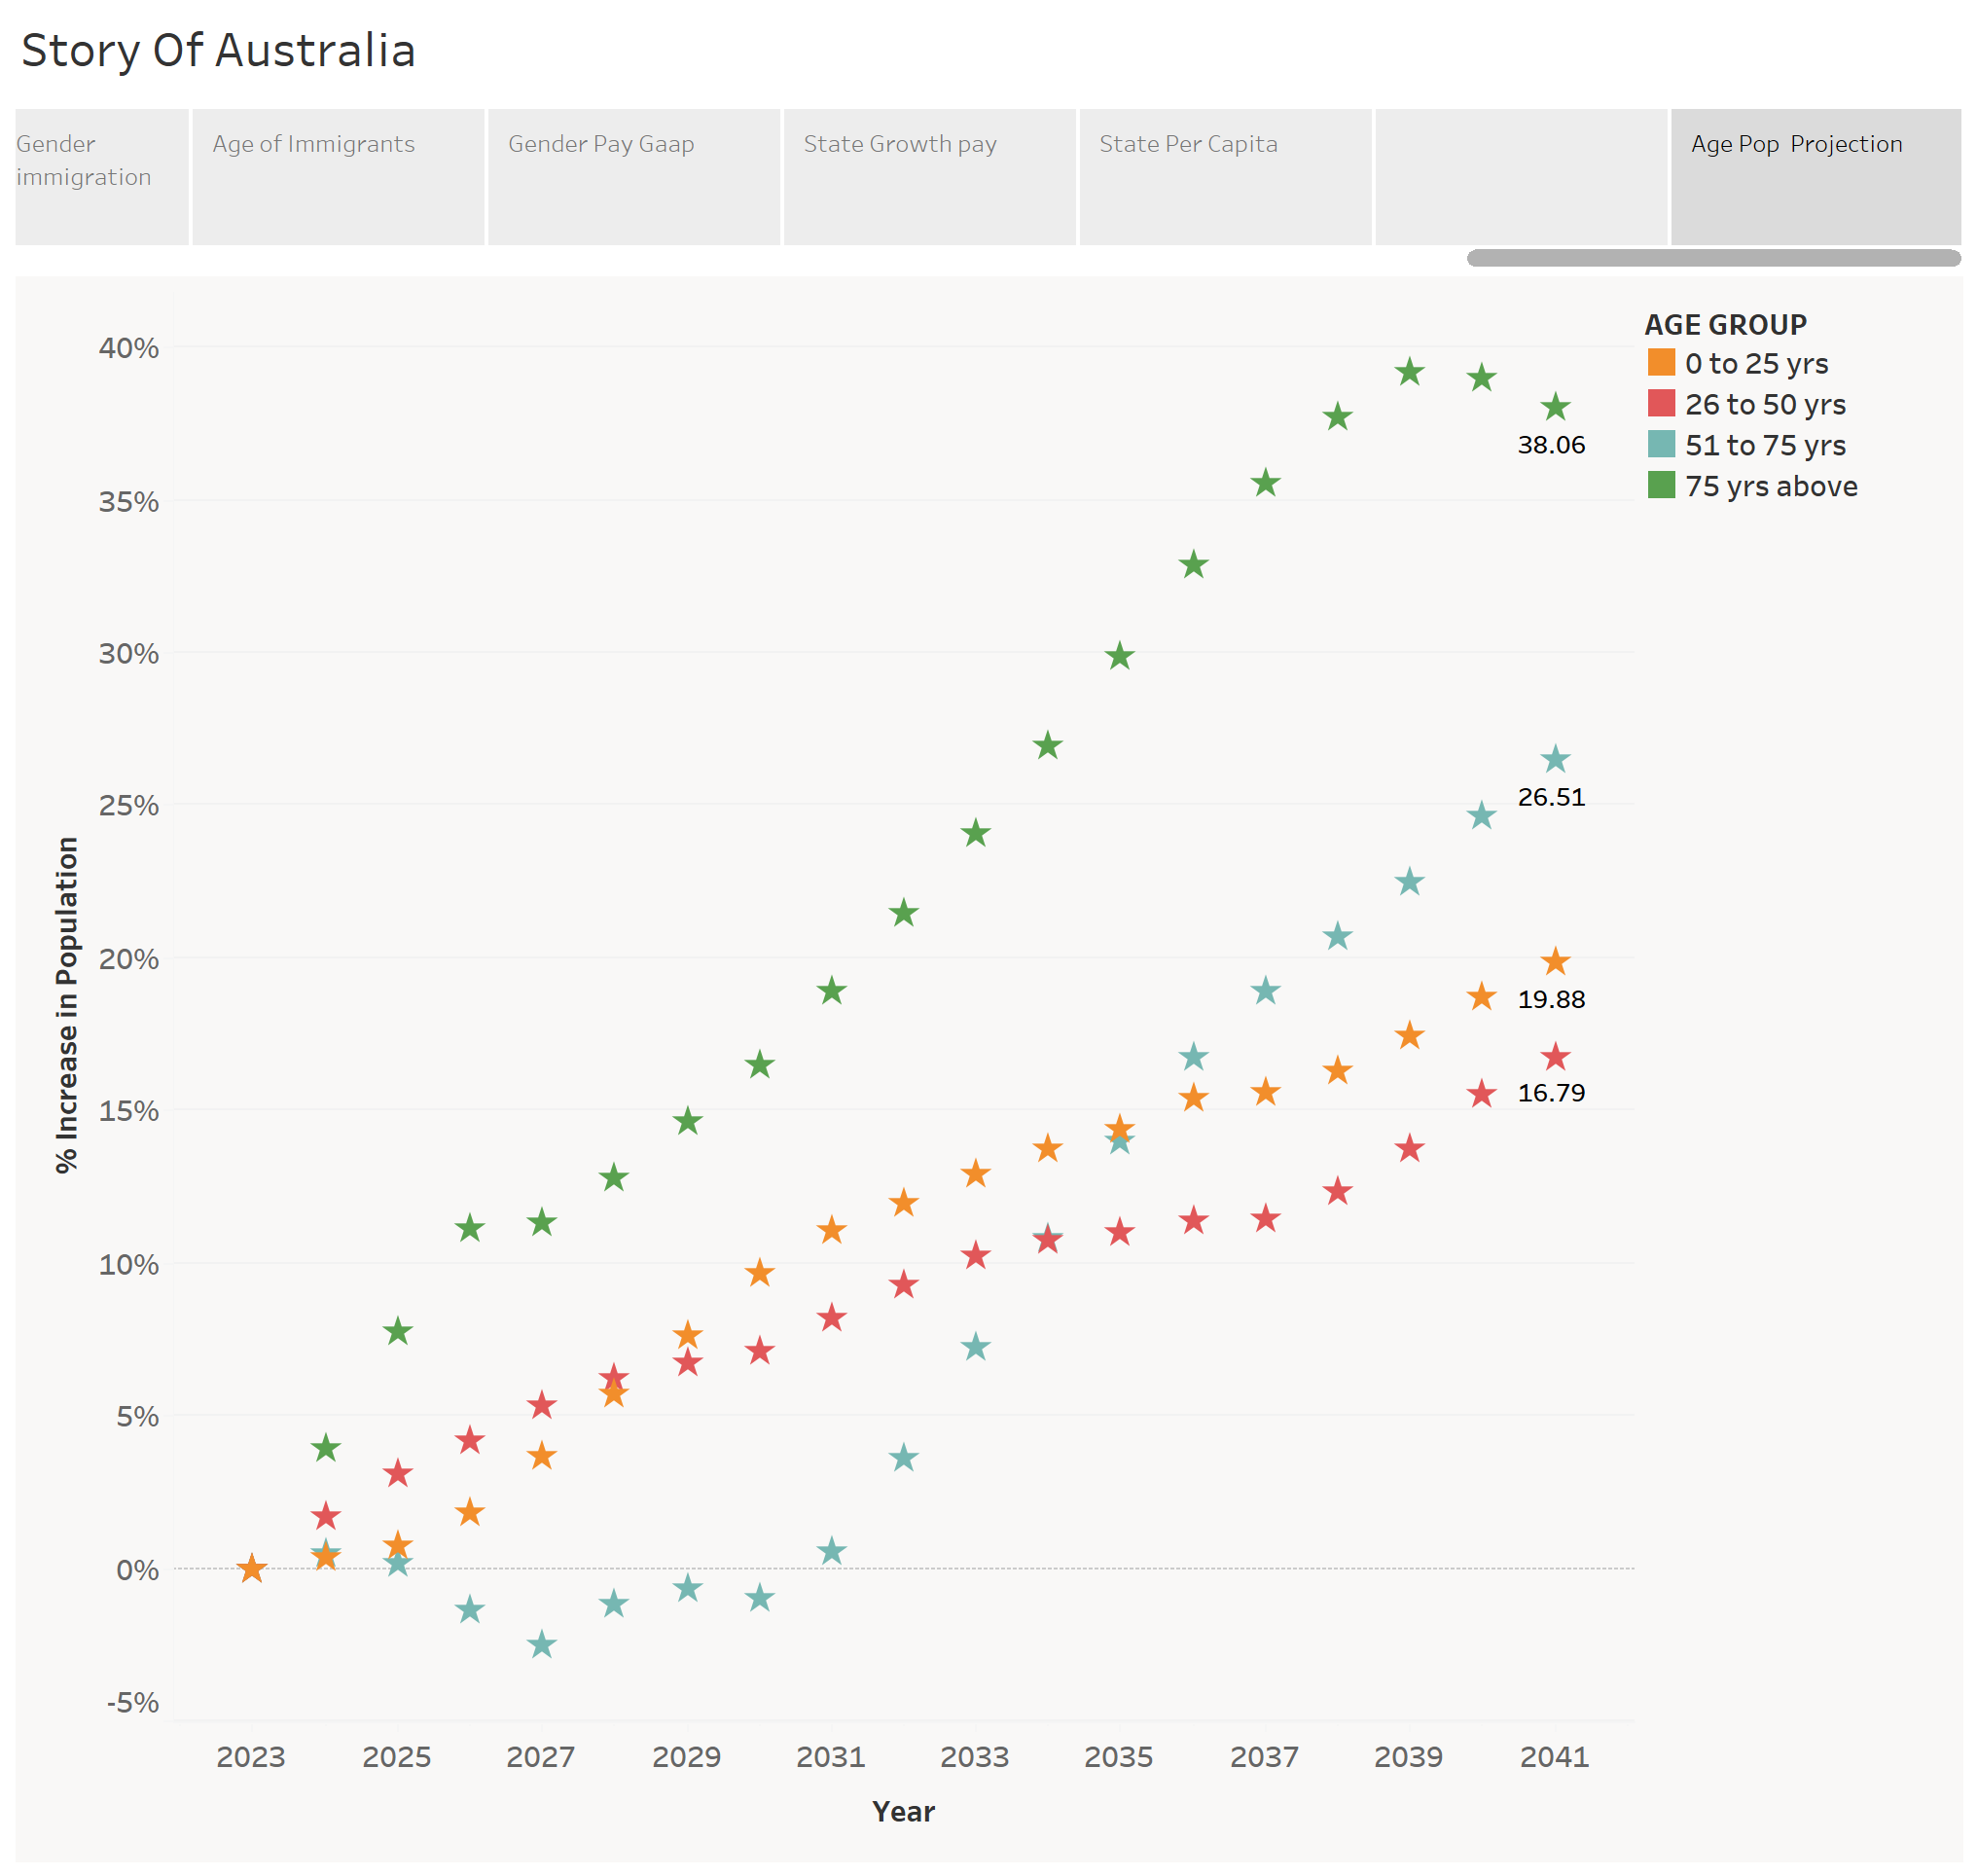 Story Of Australia
Gender
immigration
Age of Immigrants
Gender Pay Gaap
State Growth pay
State Per Capita
Age Pop  Projection
AGE GROUP
0 to 25 yrs
26 to 50 yrs
51 to 75 yrs
75 yrs above
% Increase in Population
40%
35%
30%
25%
20%
15%
10%
5%
0%
-5%
38.06
26.51
19.88
16.79
2023 2025 2027 2029 2031 2033 2035 2037 2039 2041
Year